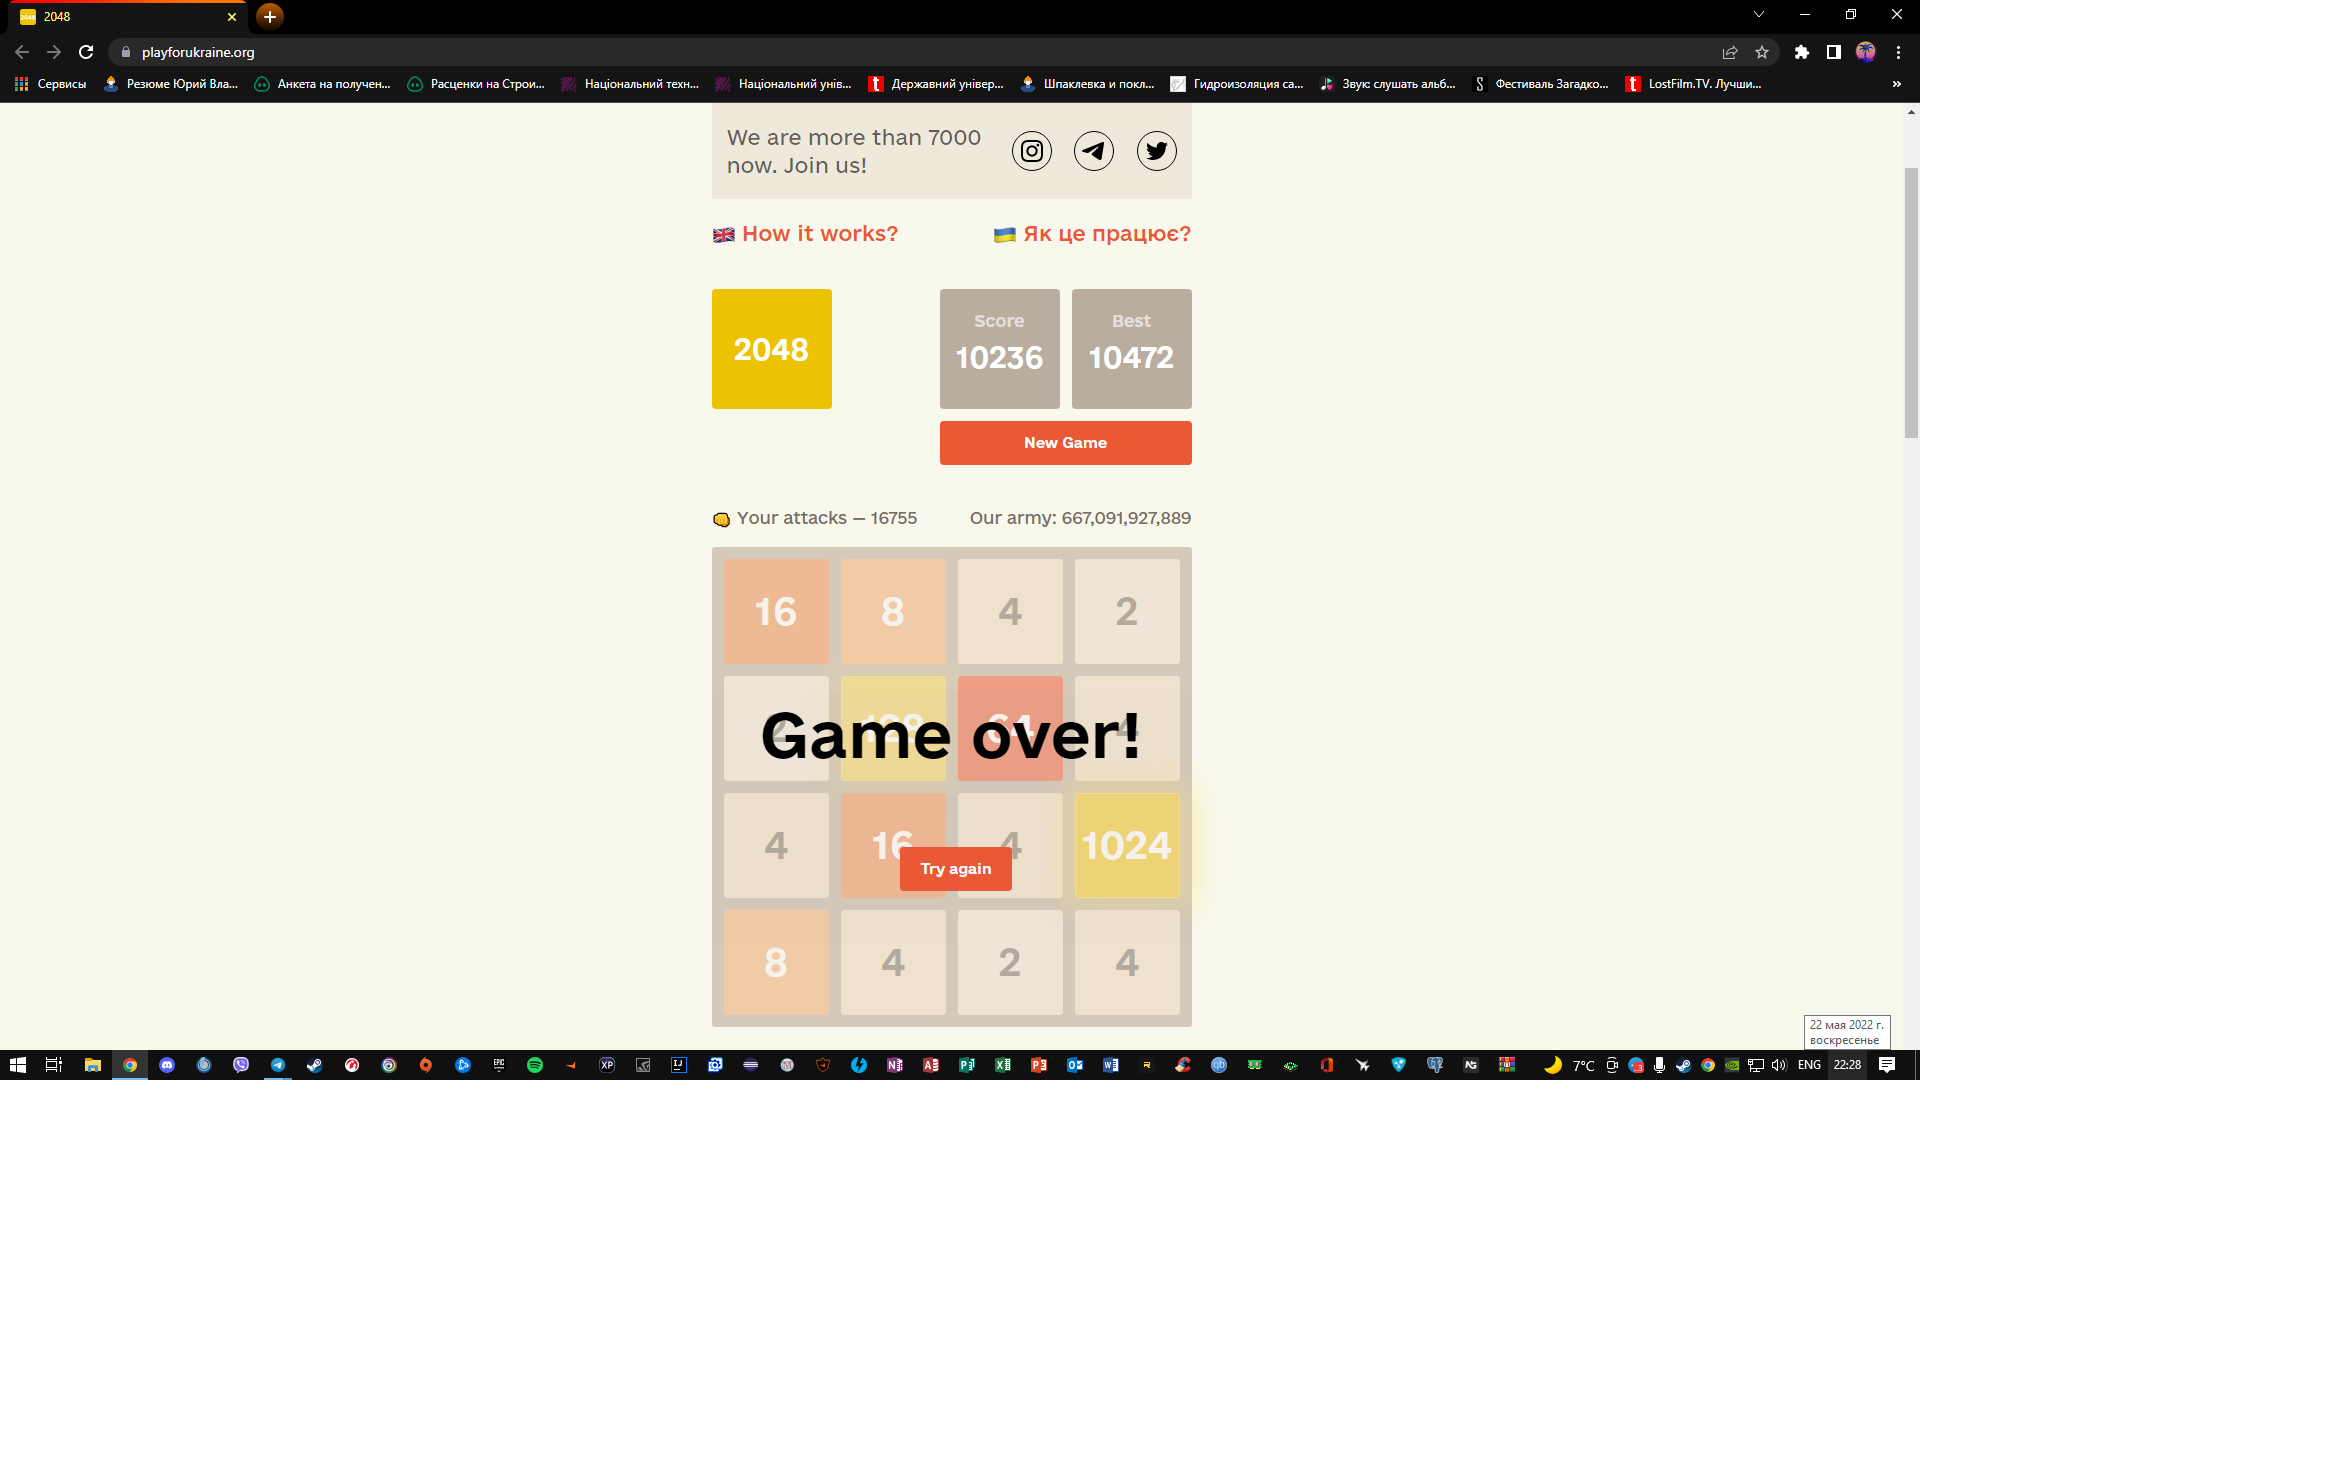 2048
playforukraine.org
Сервисы
Резюме Юрий Вла...
Анкета на получен...
Расценки на Строи...
Національний техн...
Національний унів...
Державний універ...
Шпаклевка и покл...
Гидроизоляция са...
Звук: слушать альб...
Фестиваль Загадко...
LostFilm.TV. Лучши...
»
We are more than 7000
now. Join us!
How it works?
Як це працює?
2048
Score
10236
Best
10472
New Game
Your attacks — 16755
Our army: 667,091,927,889
16 8 4 2
2 128 64 4
Game over!
4 16 4 1024
Try again
8 4 2 4
22 мая 2022 г.
воскресенье
7°C
ENG
22:28